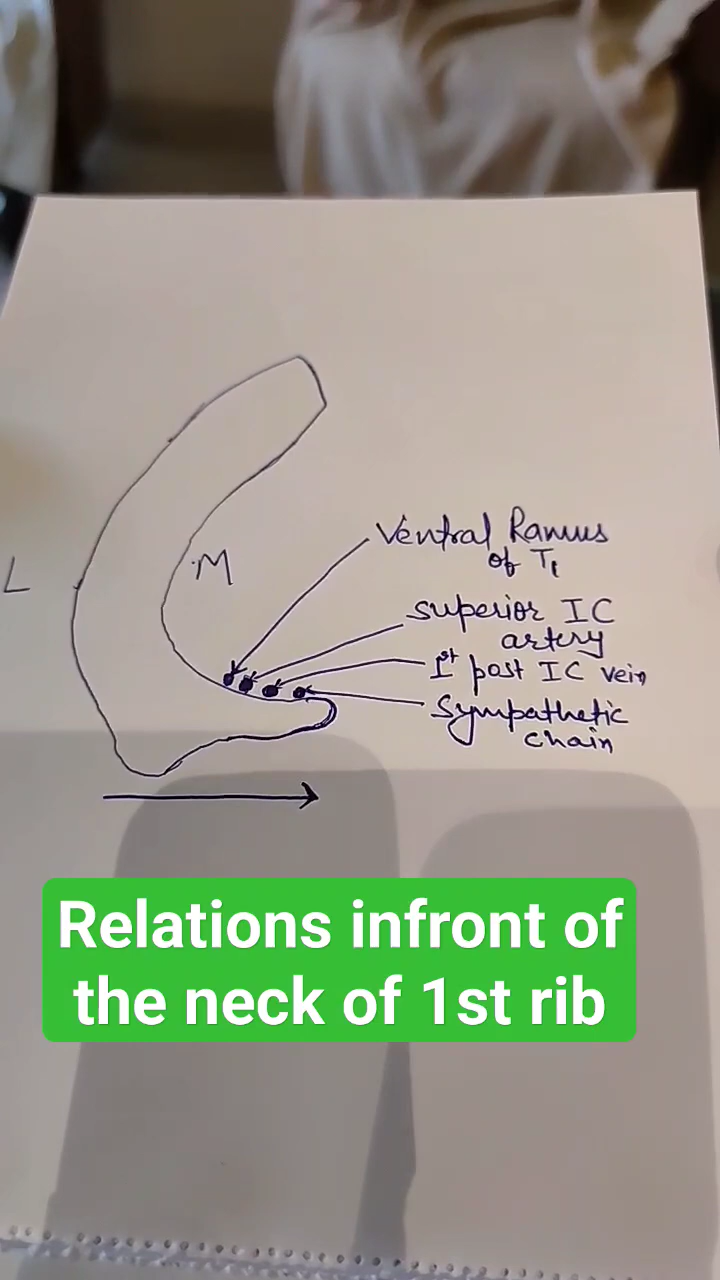 Ventral Ramus
of T1
L
M
Superior IC
artery
1st post IC vein
Sympathetic
chain
Relations infront of
the neck of 1st rib